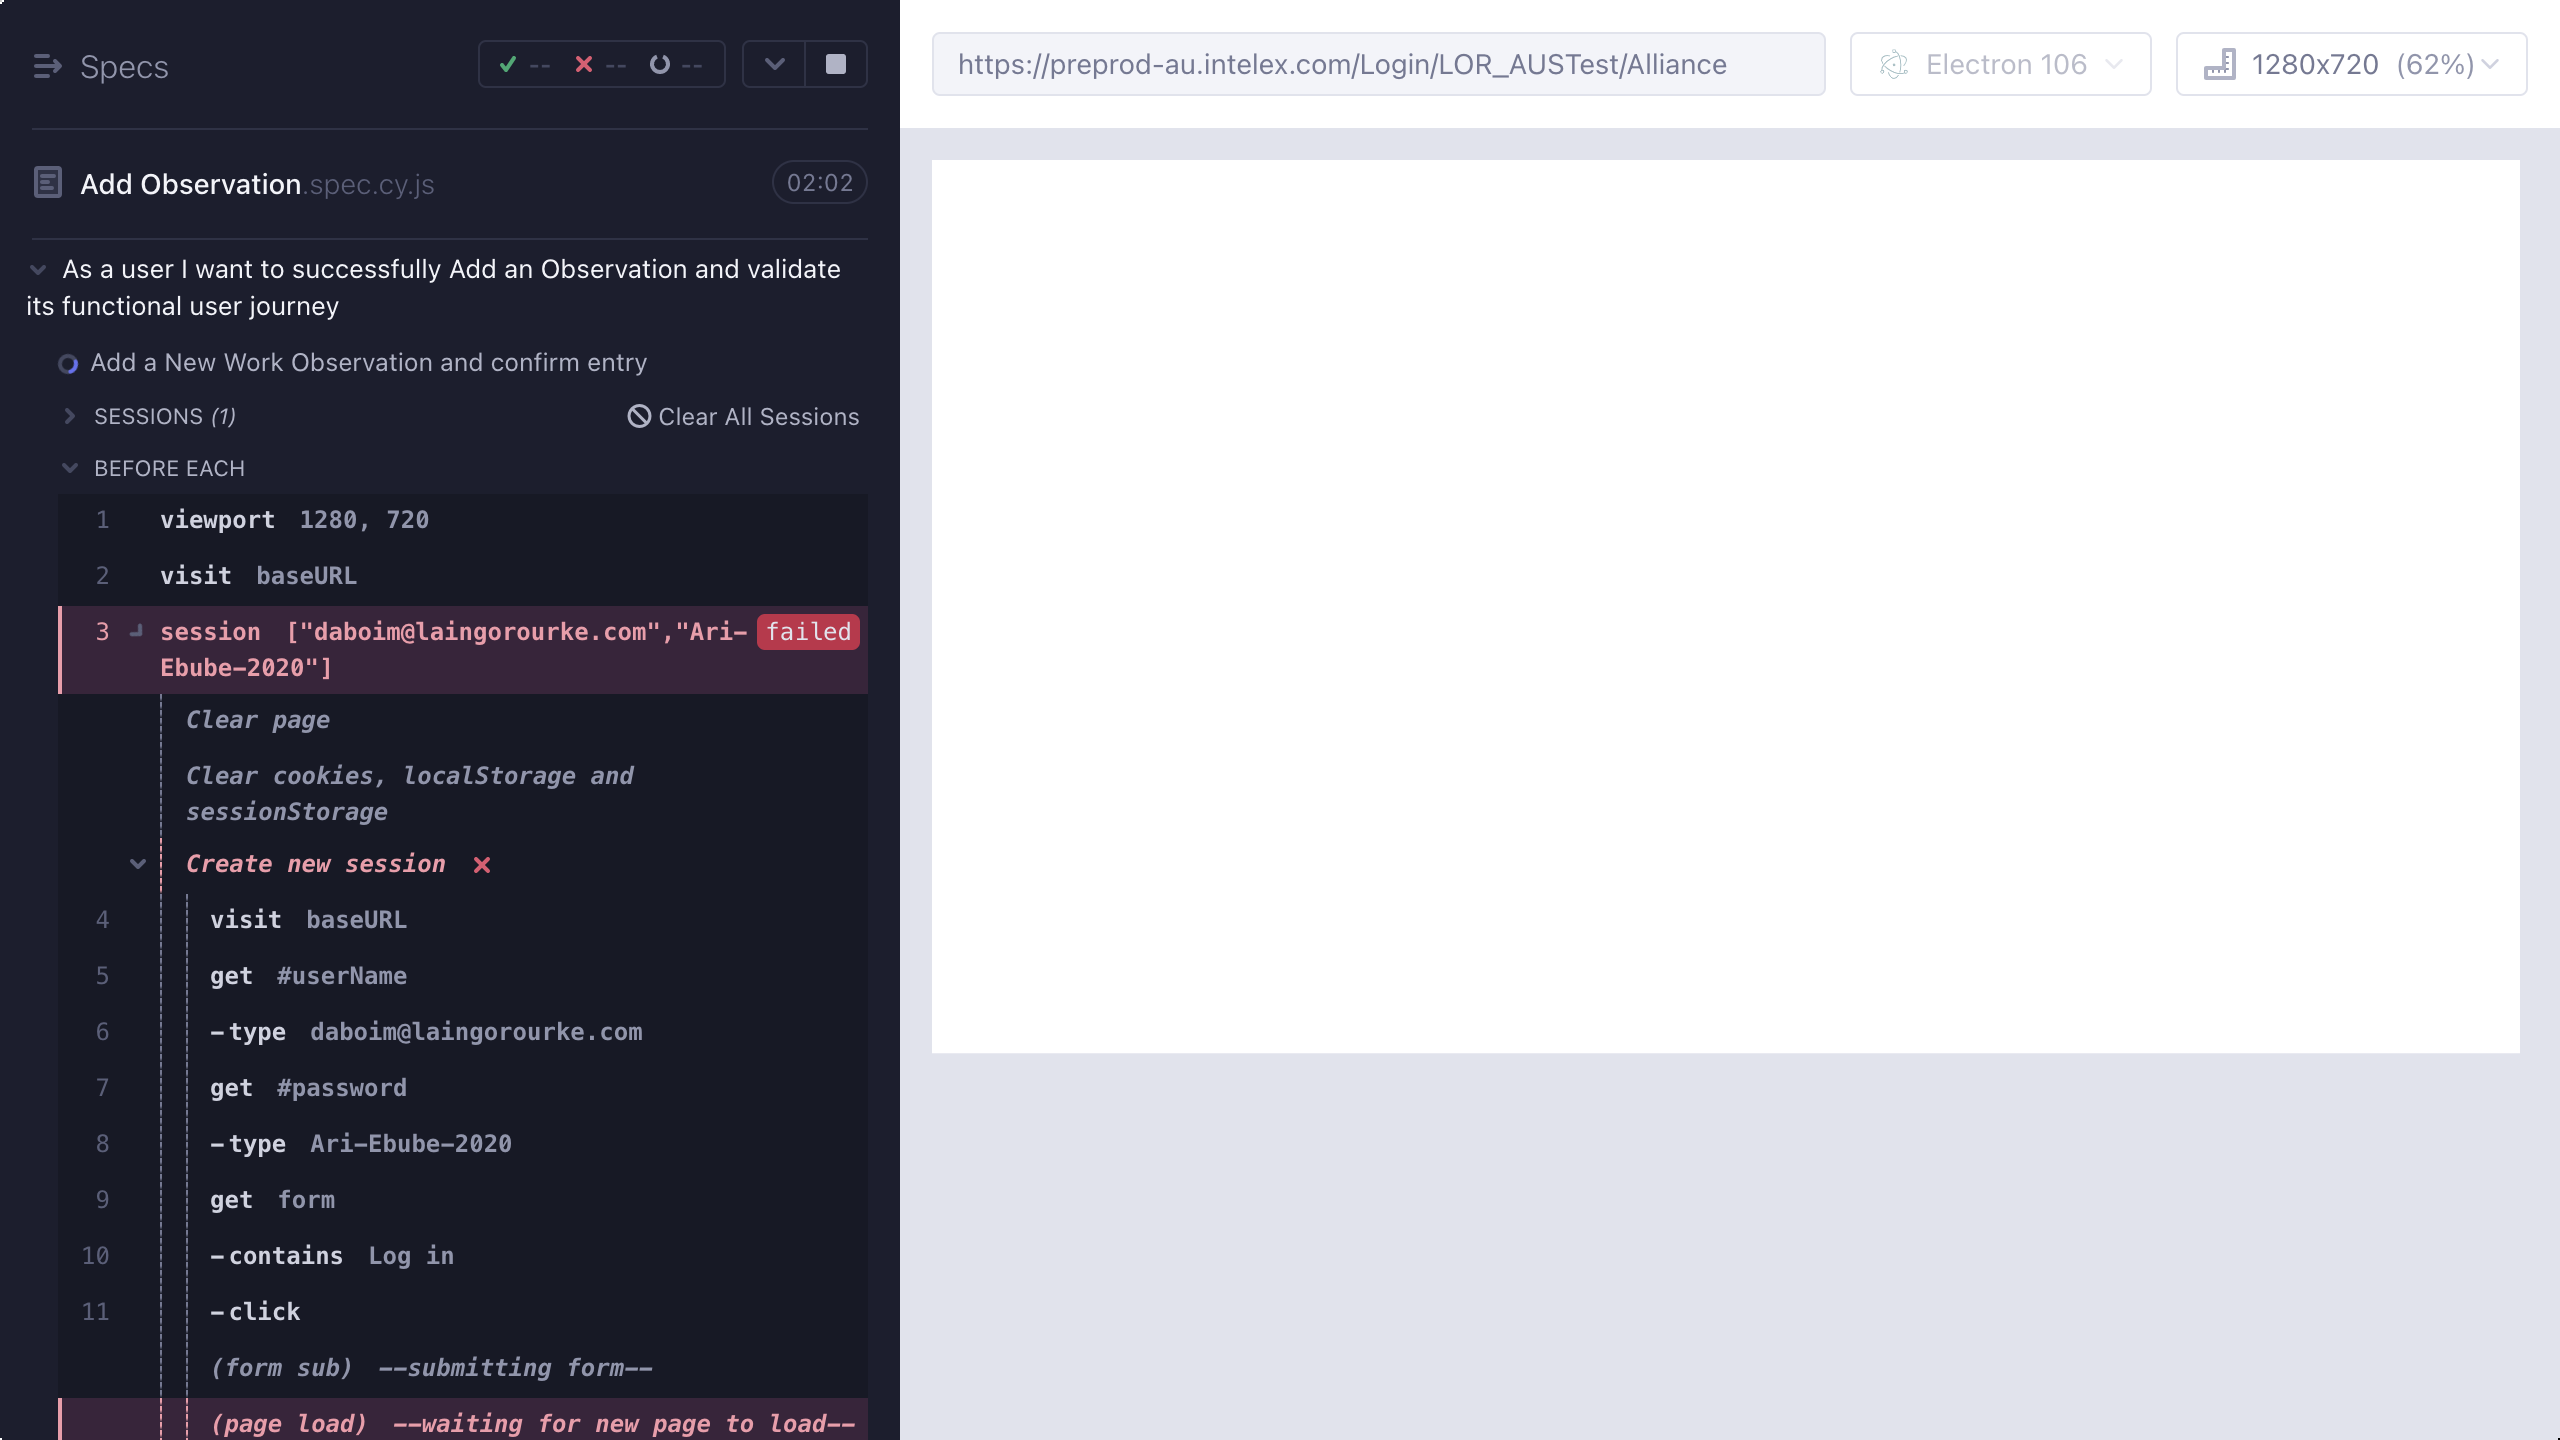 Specs
-- -- --
Add Observation.spec.cy.js
02:02
As a user I want to successfully Add an Observation and validate
its functional user journey
Add a New Work Observation and confirm entry
SESSIONS (1)
Clear All Sessions
BEFORE EACH
1 viewport 1280, 720
2 visit baseURL
3 session ["daboim@laingorourke.com","Ari-
Ebube-2020"]
failed
Clear page
Clear cookies, localStorage and
sessionStorage
Create new session
4 visit baseURL
5 get #userName
6 -type daboim@laingorourke.com
7 get #password
8 -type Ari-Ebube-2020
9 get form
10 -contains Log in
11 -click
(form sub) --submitting form--
(page load) --waiting for new page to load--
https://preprod-au.intelex.com/Login/LOR_AUSTest/Alliance
Electron 106
1280x720 (62%)